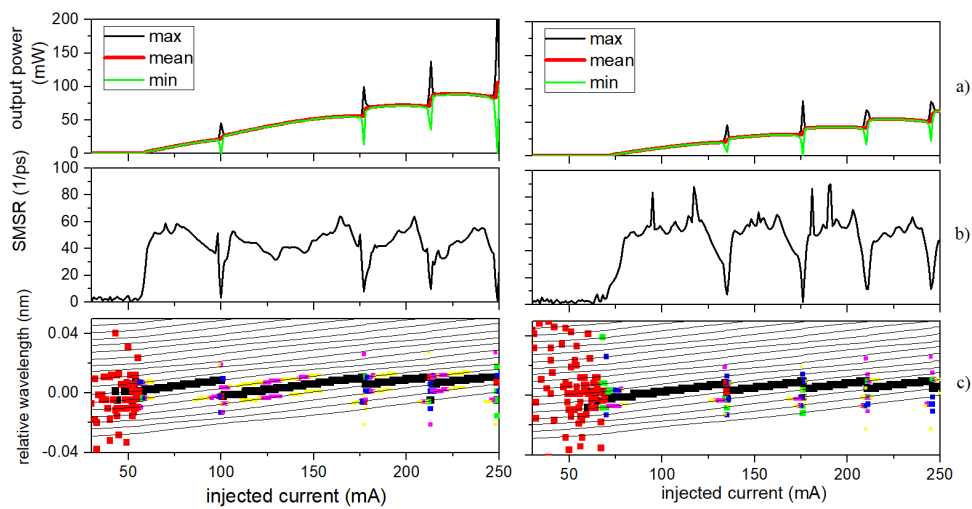 200
150
100
50
0
output power
(mW)
max
mean
min
max
mean
min
a)
100
80
60
40
20
0
SMSR (1/ps)
b)
0.04
0.00
-0.04
relative wavelength (nm)
c)
50 100 150 200 250
50 100 150 200 250
injected current (mA)
injected current (mA)